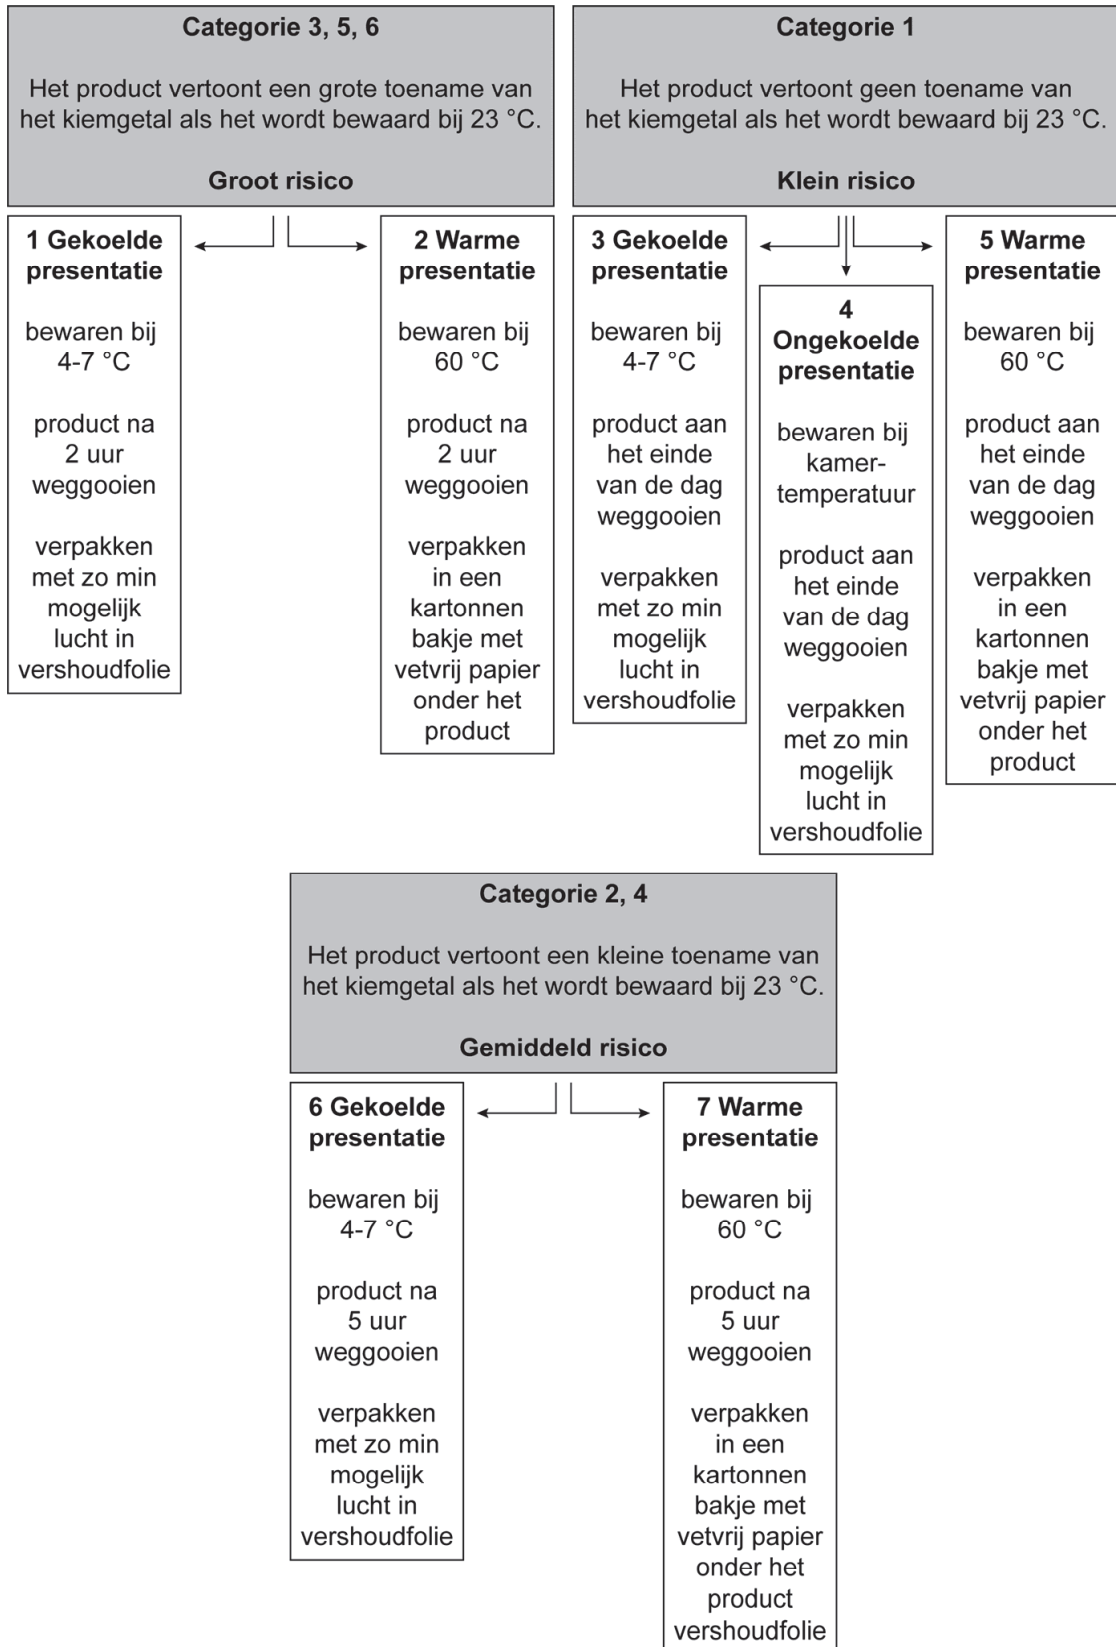 Categorie 3, 5, 6
Het product vertoont een grote toename van
het kiemgetal als het wordt bewaard bij 23 °C.
Groot risico
1 Gekoelde
presentatie
bewaren bij
4-7 °C
product na
2 uur
weggooien
verpakken
met zo min
mogelijk
lucht in
vershoudfolie
2 Warme
presentatie
bewaren bij
60 °C
product na
2 uur
weggooien
verpakken
in een
kartonnen
bakje met
vetvrij papier
onder het
product
Categorie 1
Het product vertoont geen toename van
het kiemgetal als het wordt bewaard bij 23 °C.
Klein risico
3 Gekoelde
presentatie
bewaren bij
4-7 °C
product aan
het einde
van de dag
weggooien
verpakken
met zo min
mogelijk
lucht in
vershoudfolie
4
Ongekoelde
presentatie
bewaren bij
kamer-
temperatuur
product aan
het einde
van de dag
weggooien
verpakken
met zo min
mogelijk
lucht in
vershoudfolie
5 Warme
presentatie
bewaren bij
60 °C
product aan
het einde
van de dag
weggooien
verpakken
in een
kartonnen
bakje met
vetvrij papier
onder het
product
Categorie 2, 4
Het product vertoont een kleine toename van
het kiemgetal als het wordt bewaard bij 23 °C.
Gemiddeld risico
6 Gekoelde
presentatie
bewaren bij
4-7 °C
product na
5 uur
weggooien
verpakken
met zo min
mogelijk
lucht in
vershoudfolie
7 Warme
presentatie
bewaren bij
60 °C
product na
5 uur
weggooien
verpakken
in een
kartonnen
bakje met
vetvrij papier
onder het
product
vershoudfolie